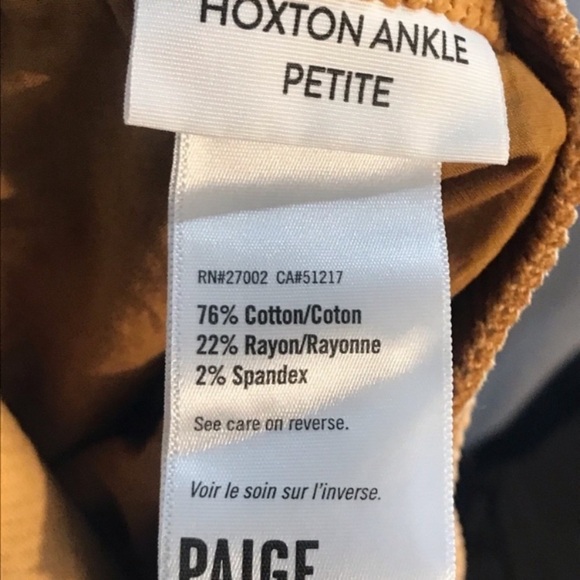 HOXTON ANKLE
PETITE
RN#27002 CA#51217
76% Cotton/Coton
22% Rayon/Rayonne
2% Spandex
See care on reverse.
Voir le soin sur l'inverse.
PAIGE